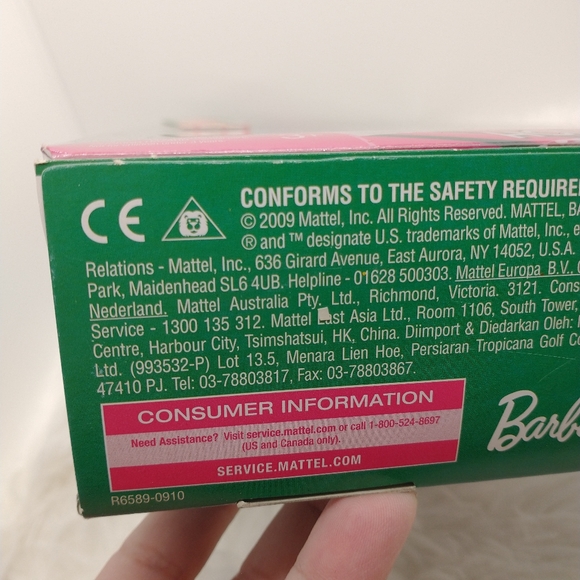 CE
CONFORMS TO THE SAFETY
© 2009 Mattel, Inc. All Rights Reserved. MATTEL,
® and ™ designate U.S. trademarks of Mattel, Inc.,
Relations - Mattel, Inc., 636 Girard Avenue, East Aurora, NY 14052, U.S.A.
Park, Maidenhead SL6 4UB. Helpline - 01628 500303. Mattel Europa B.V.,
Nederland. Mattel Australia Pty. Ltd., Richmond, Victoria. 3121.
Service - 1300 135 312. Mattel East Asia Ltd., Room 1106, South Tower,
Centre, Harbour City, Tsimshatsui, HK, China. Diimport & Diedarkan Oleh:
Ltd. (993532-P) Lot 13.5, Menara Lien Hoe, Persiaran Tropicana Golf
47410 PJ. Tel: 03-78803817, Fax: 03-78803867.
CONSUMER INFORMATION
Need Assistance? Visit service.mattel.com or call 1-800-524-8697
(US and Canada only).
SERVICE.MATTEL.COM
R6589-0910